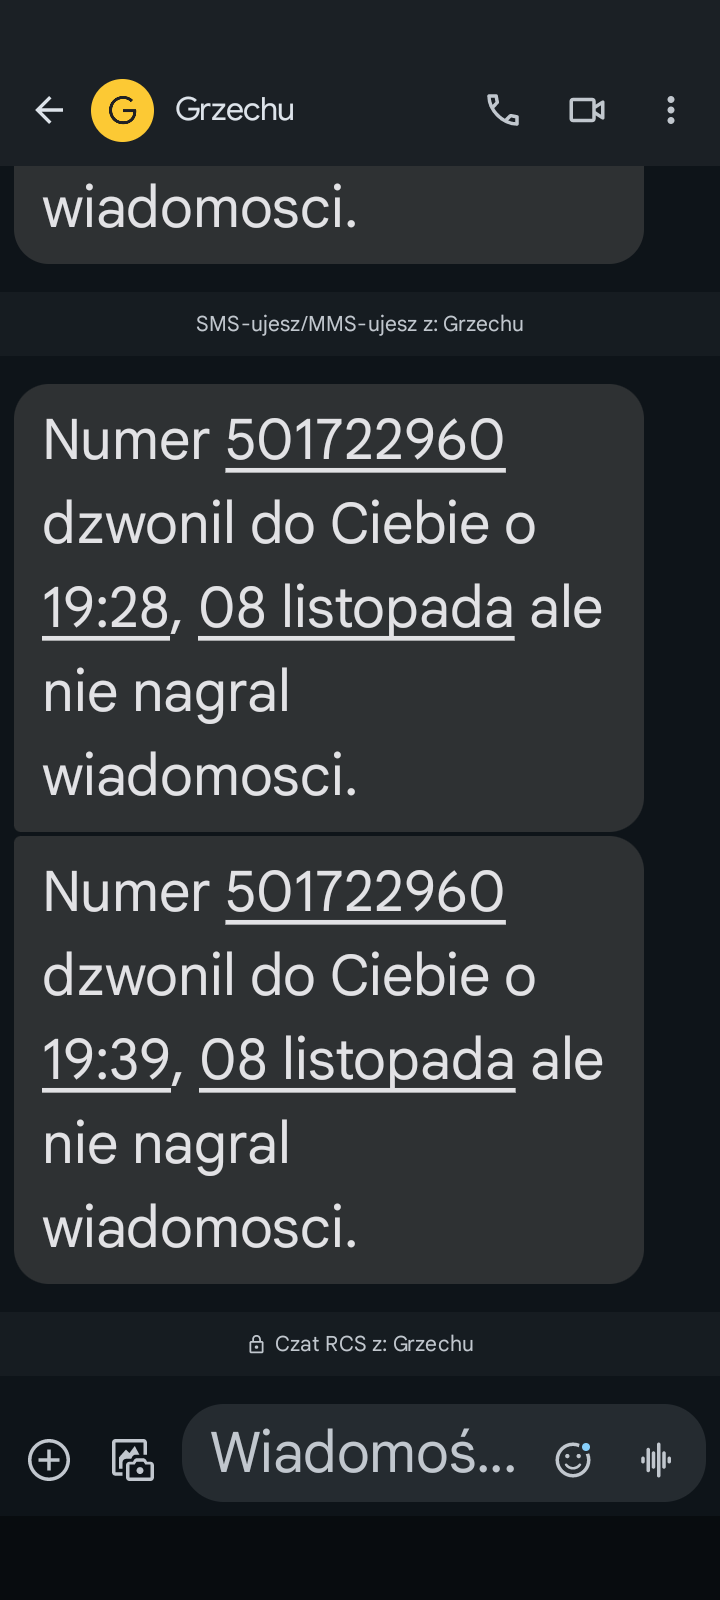 G Grzechu
wiadomosci.
SMS-ujesz/MMS-ujesz z: Grzechu
Numer 501722960
dzwonil do Ciebie o
19:28, 08 listopada ale
nie nagral
wiadomosci.
Numer 501722960
dzwonil do Ciebie o
19:39, 08 listopada ale
nie nagral
wiadomosci.
Czat RCS z: Grzechu
Wiadomoś...